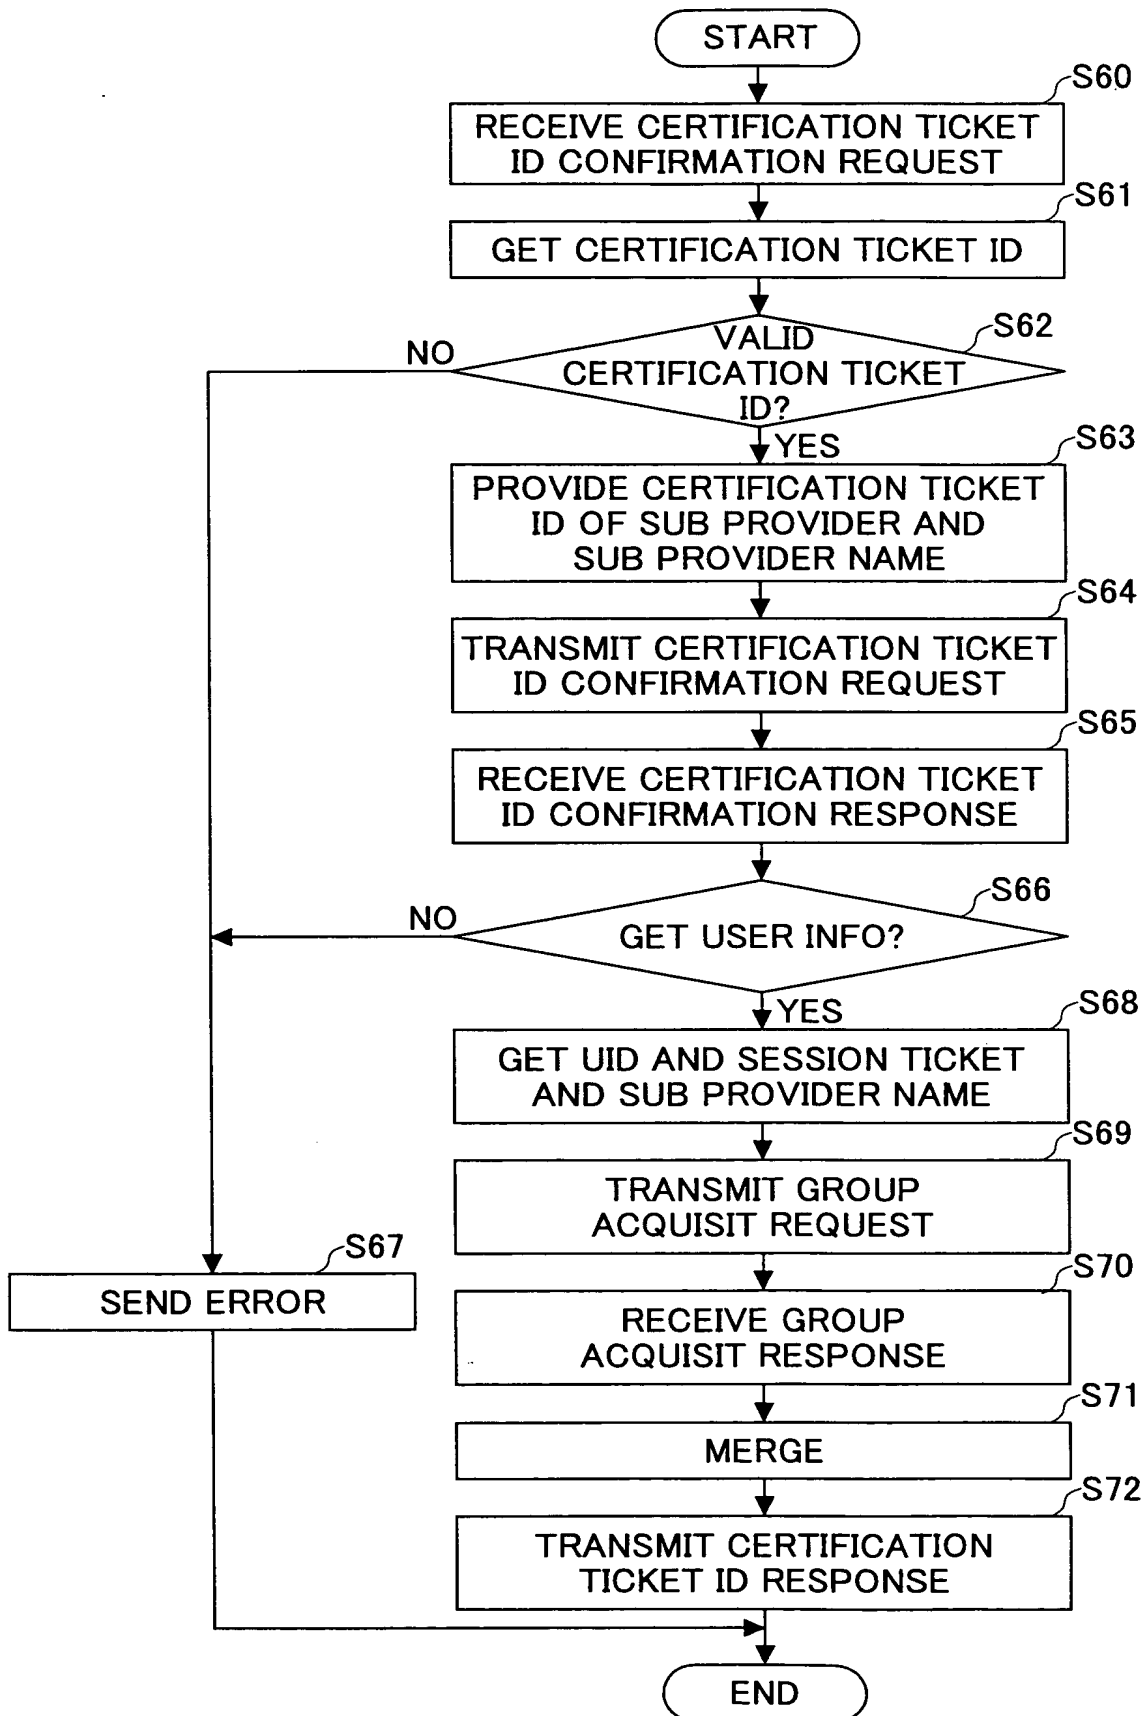 START
S60
RECEIVE CERTIFICATION TICKET
ID CONFIRMATION REQUEST
S61
GET CERTIFICATION TICKET ID
S62
VALID
CERTIFICATION TICKET
ID?
NO
YES
S63
PROVIDE CERTIFICATION TICKET
ID OF SUB PROVIDER AND
SUB PROVIDER NAME
S64
TRANSMIT CERTIFICATION TICKET
ID CONFIRMATION REQUEST
S65
RECEIVE CERTIFICATION TICKET
ID CONFIRMATION RESPONSE
S66
NO
GET USER INFO?
YES
S68
GET UID AND SESSION TICKET
AND SUB PROVIDER NAME
S69
TRANSMIT GROUP
ACQUISIT REQUEST
S67
SEND ERROR
S70
RECEIVE GROUP
ACQUISIT RESPONSE
S71
MERGE
S72
TRANSMIT CERTIFICATION
TICKET ID RESPONSE
END